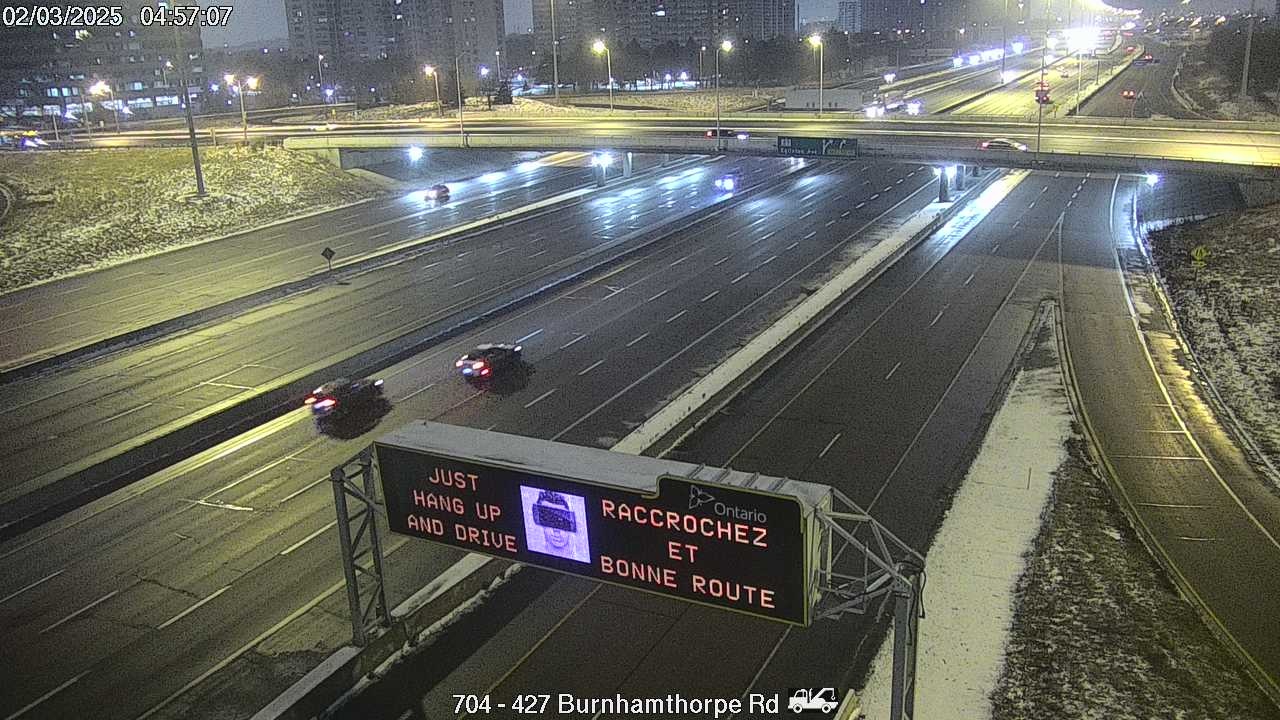 02/03/2025 04:57:07
JUST
HANG UP
AND DRIVE
Ontario
RACCROCHEZ
ET
BONNE ROUTE
704 - 427 Burnhamthorpe Rd